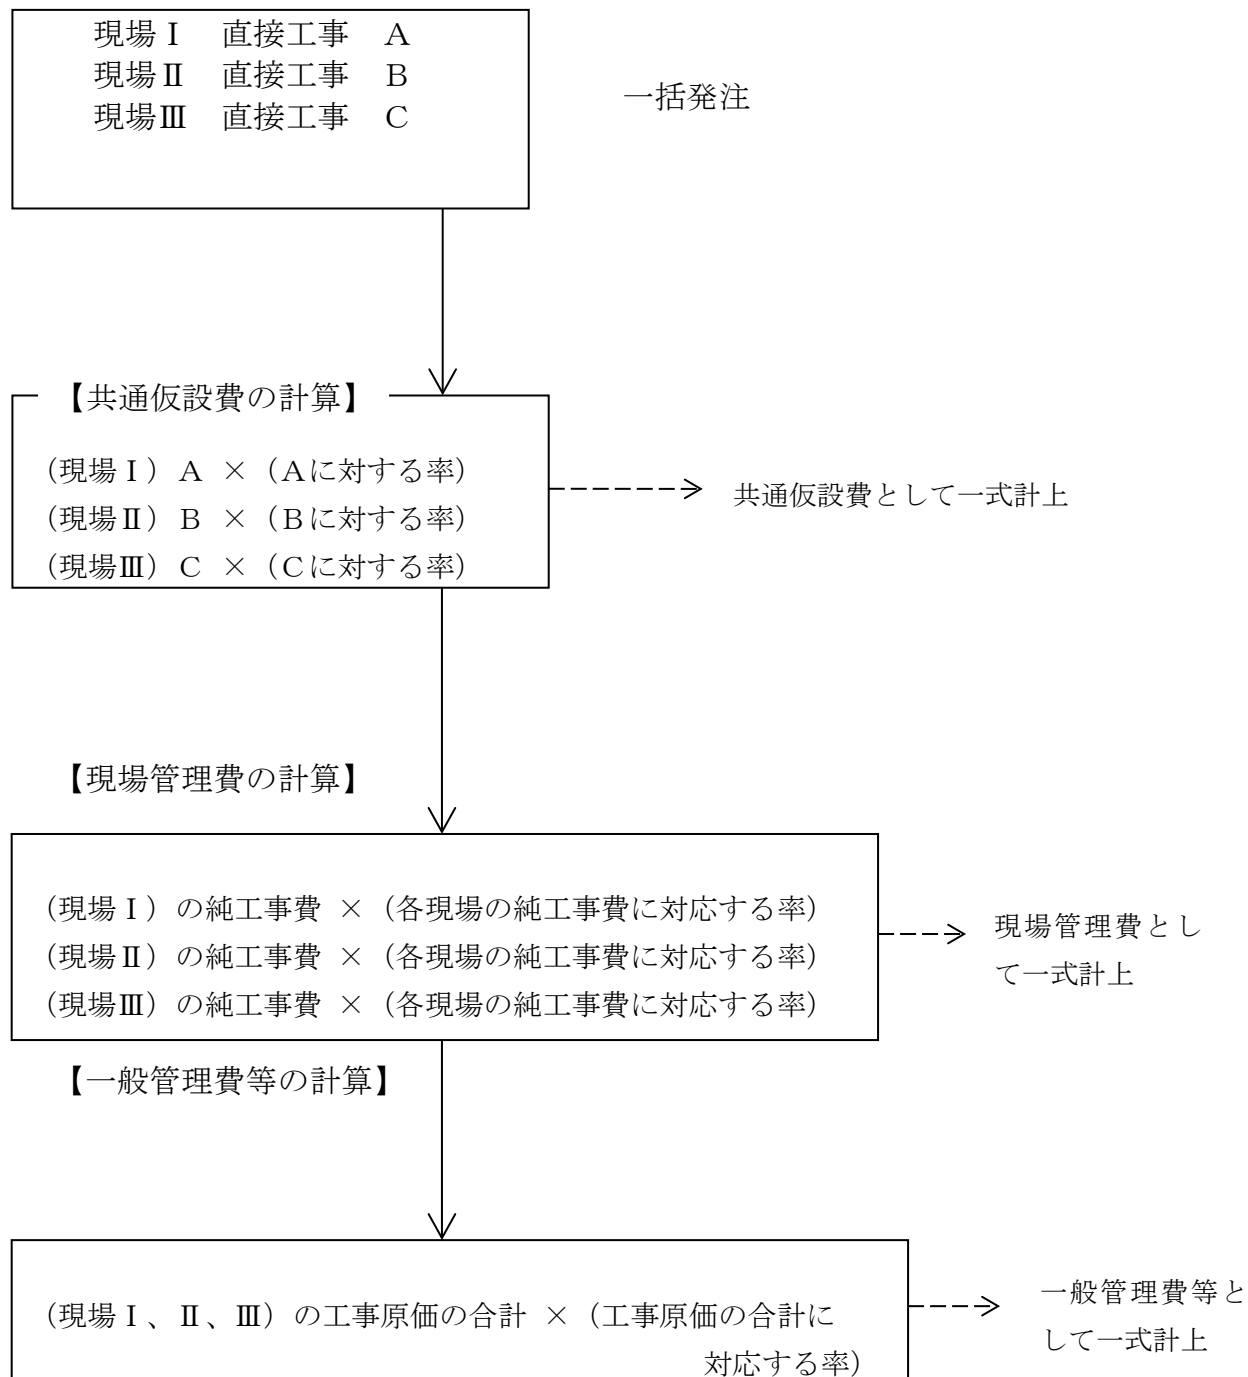 現場Ⅰ　直接工事　A
現場Ⅱ　直接工事　B
現場Ⅲ　直接工事　C
一括発注
【共通仮設費の計算】
（現場Ⅰ）A　×（Aに対する率）
（現場Ⅱ）B　×（Bに対する率）
（現場Ⅲ）C　×（Cに対する率）
共通仮設費として一式計上
【現場管理費の計算】
（現場Ⅰ）の純工事費　×（各現場の純工事費に対応する率）
（現場Ⅱ）の純工事費　×（各現場の純工事費に対応する率）
（現場Ⅲ）の純工事費　×（各現場の純工事費に対応する率）
現場管理費とし
て一式計上
【一般管理費等の計算】
（現場Ⅰ、Ⅱ、Ⅲ）の工事原価の合計　×（工事原価の合計に
対応する率）
一般管理費等と
して一式計上